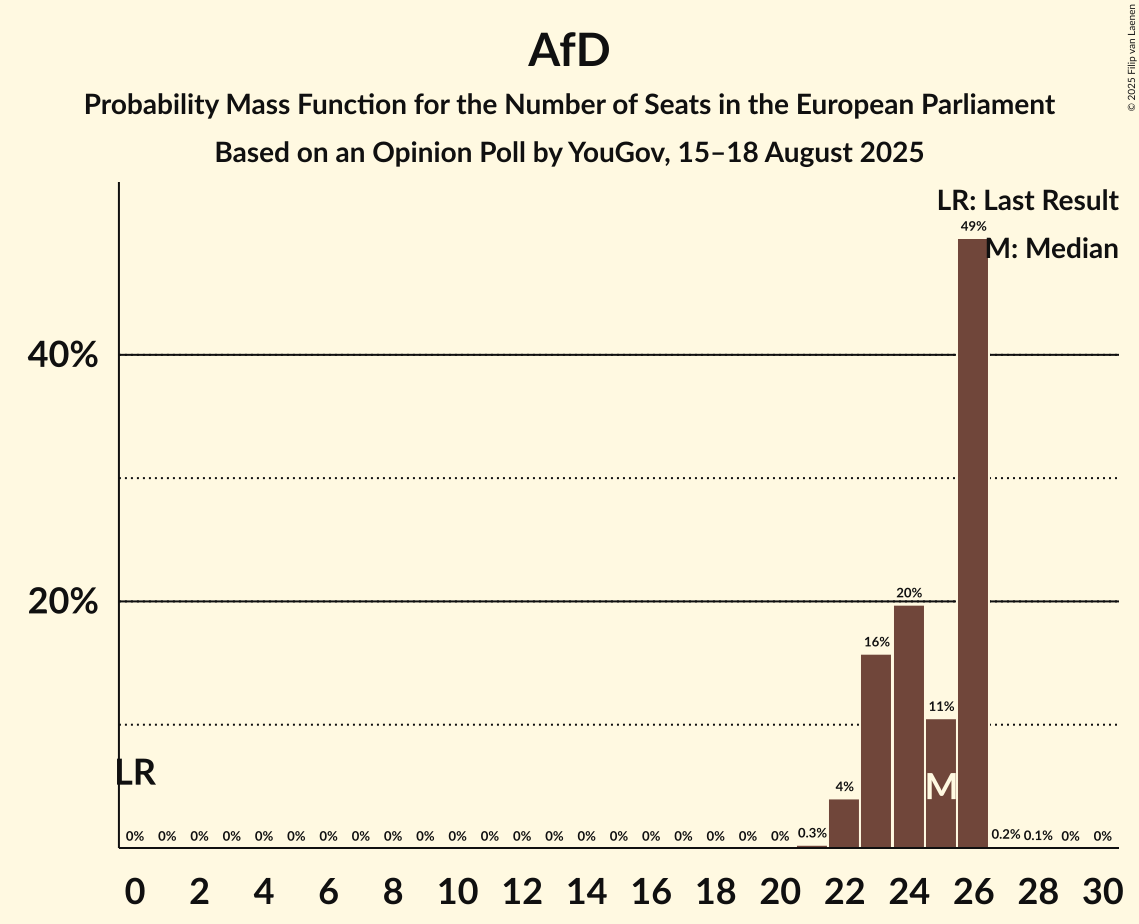 AfD
Probability Mass Function for the Number of Seats in the European Parliament
Based on an Opinion Poll by YouGov, 15–18 August 2025
© 2025 Filip van Laenen
LR: Last Result
M: Median
49%
40%
20%
20%
16%
11%
LR
4%
M
0% 0% 0% 0% 0% 0% 0% 0% 0% 0% 0% 0% 0% 0% 0% 0% 0% 0% 0% 0% 0% 0.3% 0.2% 0.1% 0% 0%
0 2 4 6 8 10 12 14 16 18 20 22 24 26 28 30